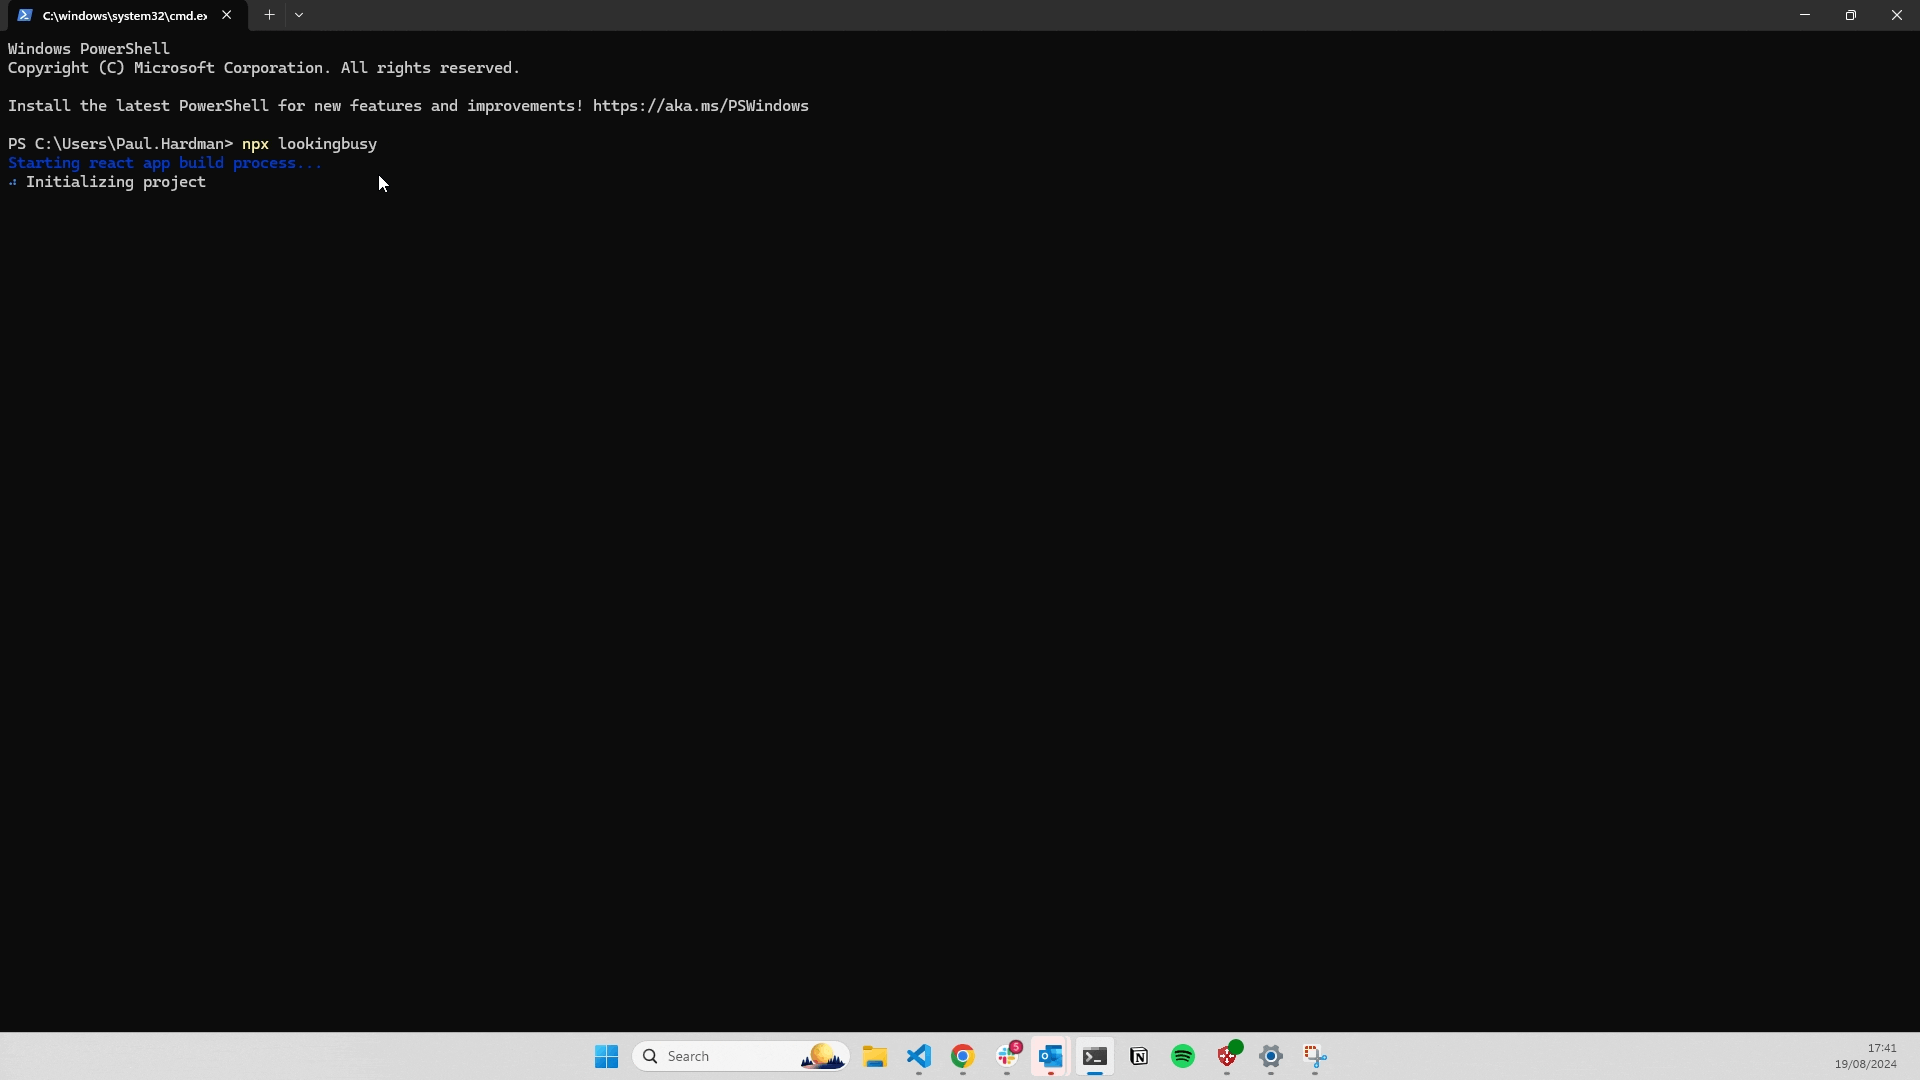 C:\windows\system32\cmd.ex
Windows PowerShell
Copyright (C) Microsoft Corporation. All rights reserved.
Install the latest PowerShell for new features and improvements! https://aka.ms/PSWindows
PS C:\Users\Paul.Hardman> npx lookingbusy
Starting react app build process...
Initializing project
Search
5
17:41
19/08/2024